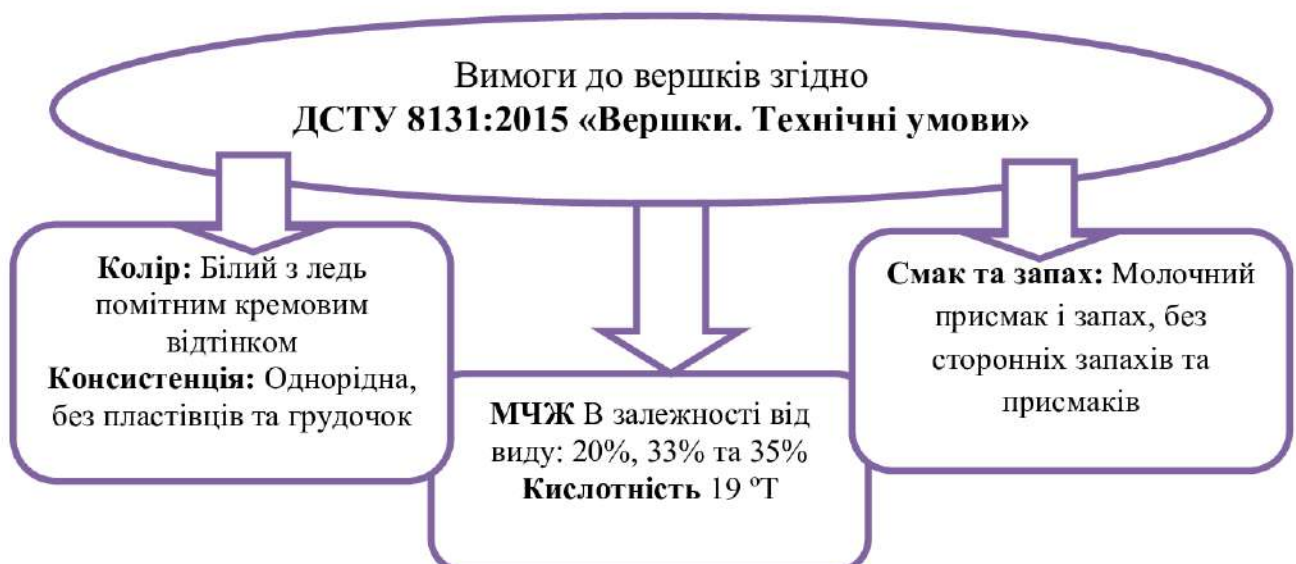 Вимоги до вершків згідно
ДСТУ 8131:2015 «Вершки. Технічні умови»
Колір: Білий з ледь
помітним кремовим
відтінком
Консистенція: Однорідна,
без пластівців та грудочок
МЧЖ В залежності від
виду: 20%, 33% та 35%
Кислотність 19 ºТ
Смак та запах: Молочний
присмак і запах, без
сторонніх запахів та
присмаків